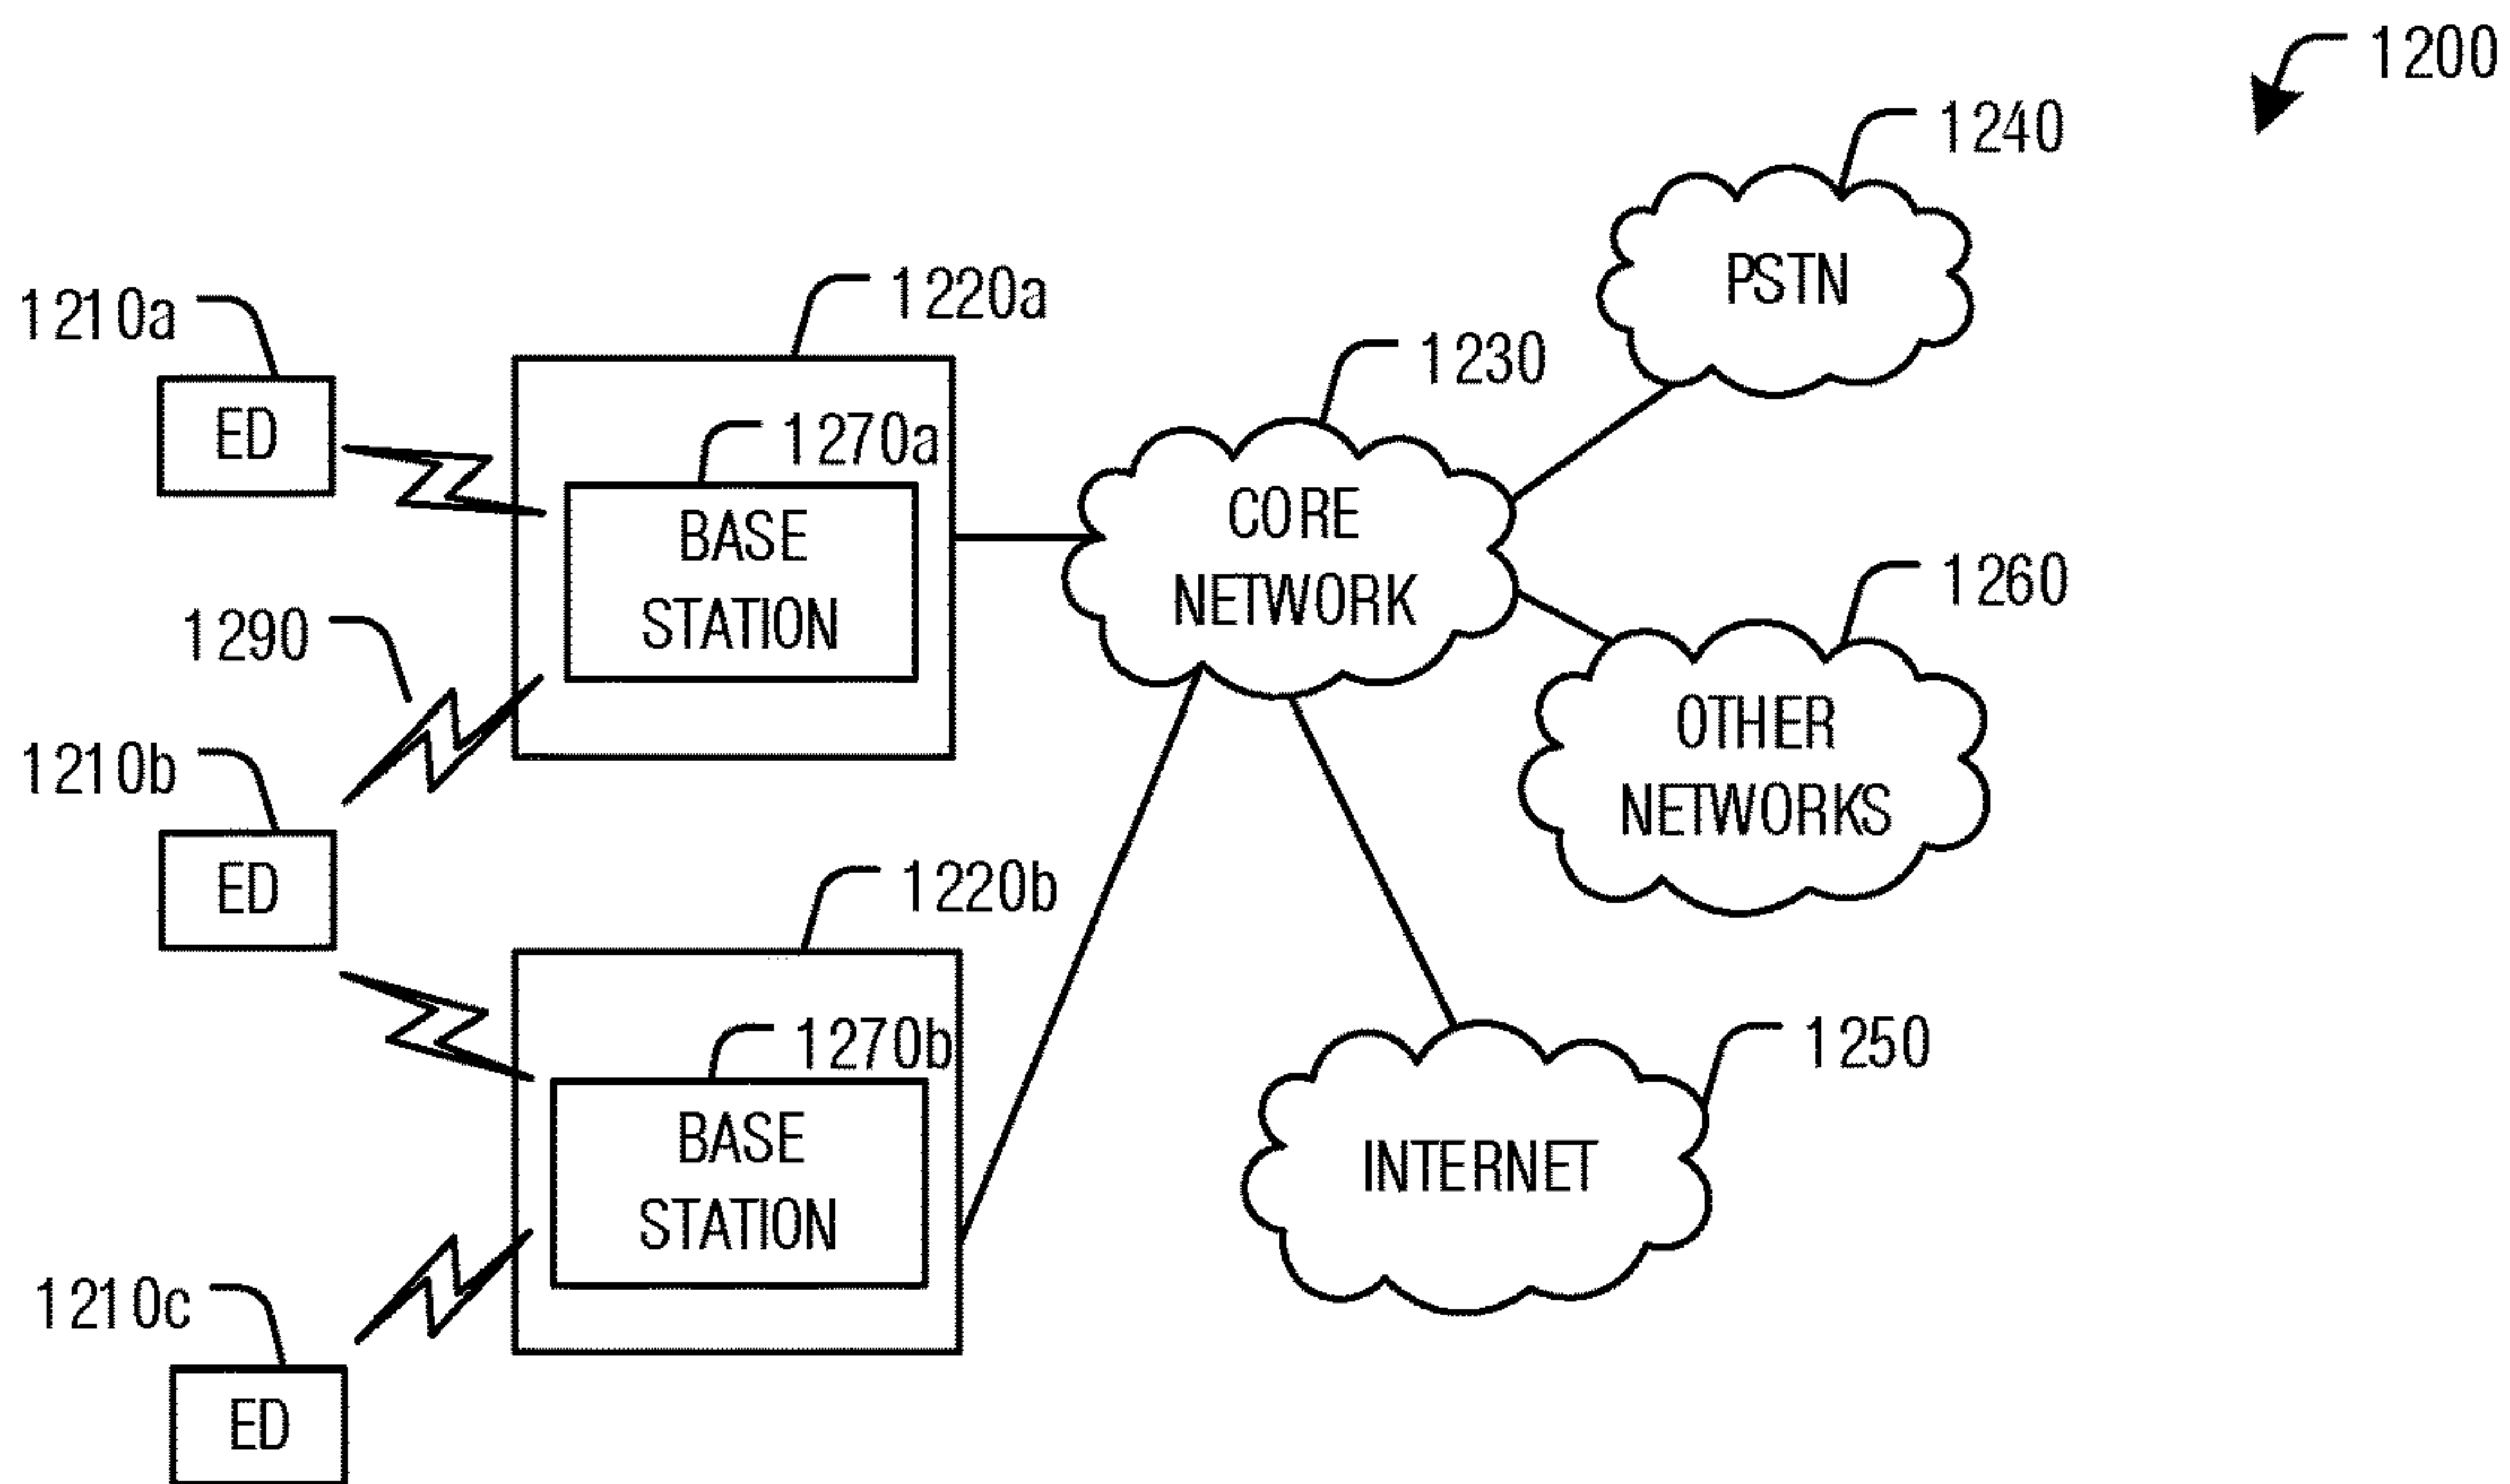 1200
1240
PSTN
1220a
1210a
1230
ED
1270a
BASE
STATION
CORE
NETWORK
1260
1290
OTHER
NETWORKS
1210b
ED
1220b
1270b
1250
BASE
STATION
INTERNET
1210c
ED